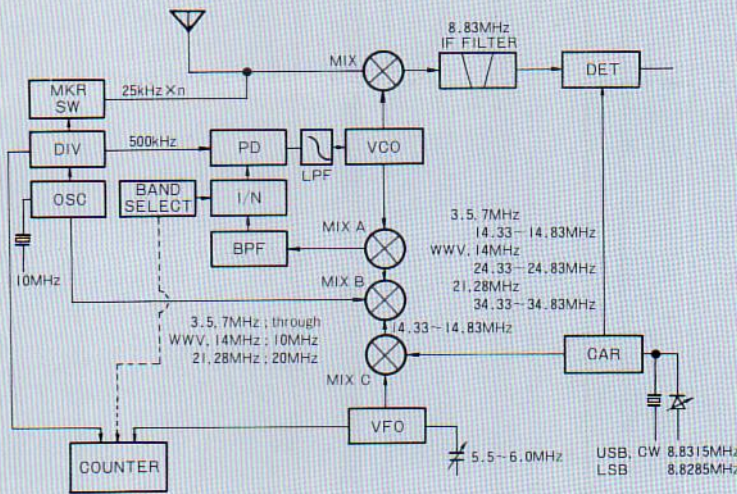 8.83MHz
IF FILTER
MIX
DET
MKR
SW
25kHz×n
DIV
500kHz
PD
LPF
VCO
OSC
BAND
SELECT
I/N
MIX A
BPF
10MHz
MIX B
3.5, 7MHz
14.33~14.83MHz
WWV, 14MHz
24.33~24.83MHz
21, 28MHz
34.33~34.83MHz
3.5, 7MHz ; through
WWV, 14MHz ; 10MHz
21, 28MHz ; 20MHz
14.33~14.83MHz
MIX C
CAR
VFO
5.5~6.0MHz
COUNTER
USB, CW 8.8315MHz
LSB 8.8285MHz